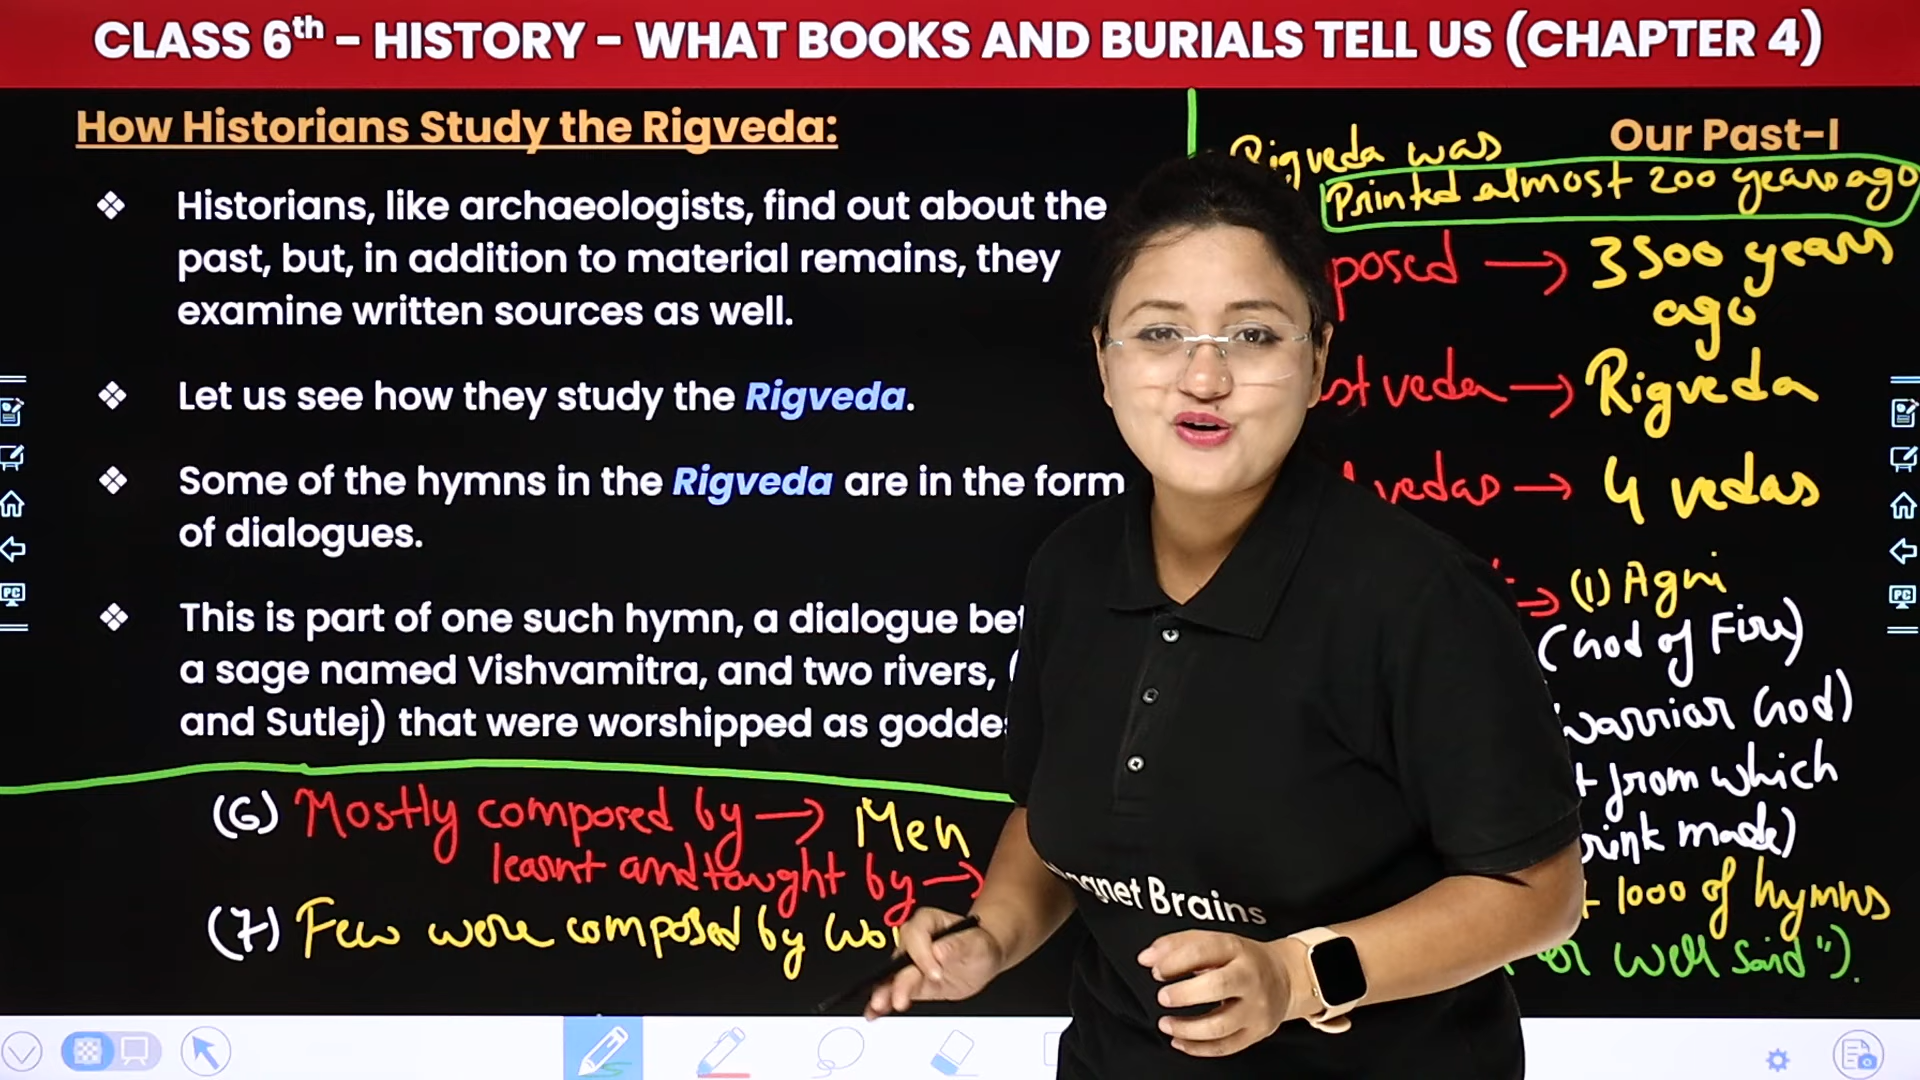 CLASS 6th - HISTORY - WHAT BOOKS AND BURIALS TELL US (CHAPTER 4)
How Historians Study the Rigveda:
❖ Historians, like archaeologists, find out about the
past, but, in addition to material remains, they
examine written sources as well.
❖ Let us see how they study the Rigveda.
❖ Some of the hymns in the Rigveda are in the form
of dialogues.
❖ This is part of one such hymn, a dialogue
a sage named Vishvamitra, and two rivers,
and Sutlej) that were worshipped as
(6) Mostly composed by → Men
learnt and taught by →
(7) Few were composed by
Our Past-I
Rigveda was
Printed almost 200 years ago
→ 3500 years
ago
veda → Rigveda
vedas → 4 vedas
→ (1) Agni
(God of Fire)
warrior God)
from which
made)
1000 of hymns
or well said").
Brains
PC
PC